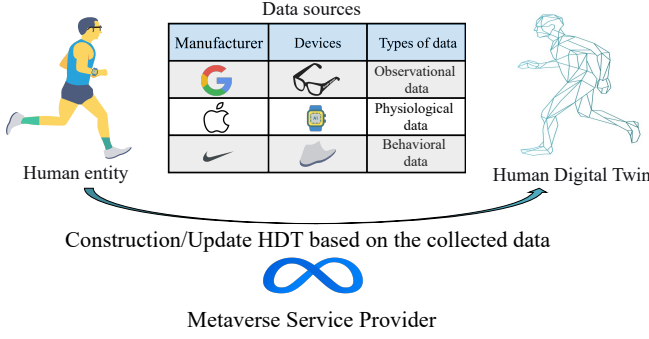 Data sources
Manufacturer Devices Types of data
Observational
data
Physiological
data
Behavioral
data
Human entity
Human Digital Twin
Construction/Update HDT based on the collected data
Metaverse Service Provider